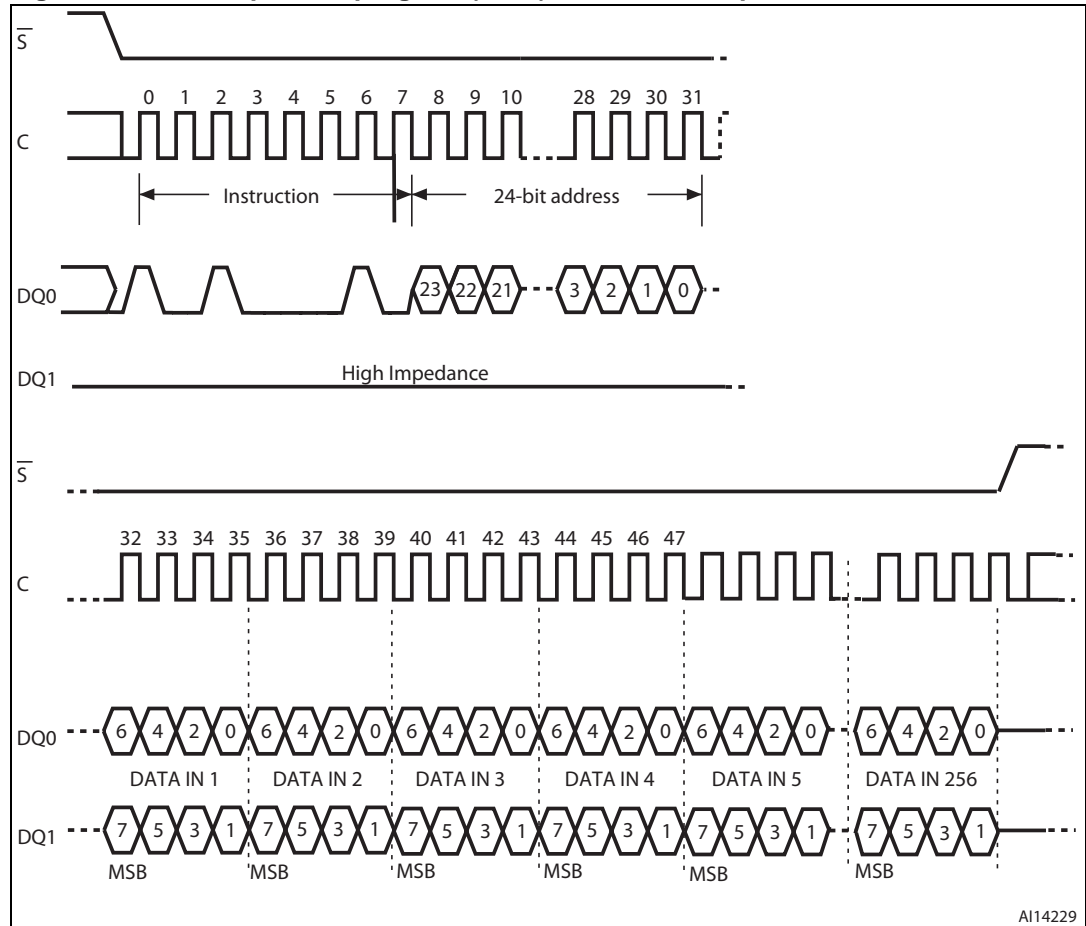 S
0 1 2 3 4 5 6 7 8 9 10 28 29 30 31
C
Instruction 24-bit address
DQ0 23 22 21 3 2 1 0
High Impedance
DQ1
S
32 33 34 35 36 37 38 39 40 41 42 43 44 45 46 47
C
DQ0 6 4 2 0 6 4 2 0 6 4 2 0 6 4 2 0 6 4 2 0 6 4 2 0
DATA IN 1 DATA IN 2 DATA IN 3 DATA IN 4 DATA IN 5 DATA IN 256
DQ1 7 5 3 1 7 5 3 1 7 5 3 1 7 5 3 1 7 5 3 1 7 5 3 1
MSB MSB MSB MSB MSB MSB
AI14229